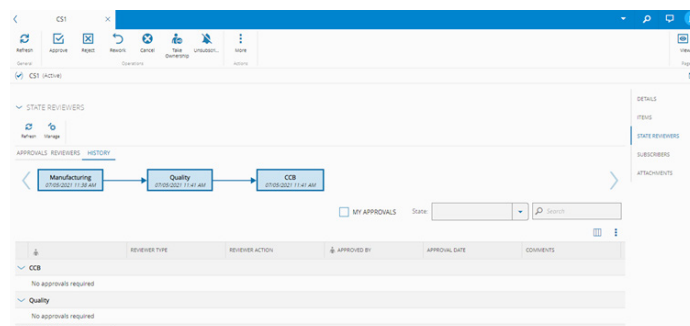 CS1
Refresh Approve Reject Rework Cancel Take Ownership Unsubscri... More View
General Operations Actions
CS1 (Active)
STATE REVIEWERS
DETAILS
ITEMS
Refresh Manage
STATE REVIEWERS
APPROVALS REVIEWERS HISTORY
SUBSCRIBERS
ATTACHMENTS
Manufacturing Quality CCB
07/05/2021 11:38 AM 07/05/2021 11:41 AM 07/05/2021 11:41 AM
MY APPROVALS State Search
REVIEWER TYPE REVIEWER ACTION APPROVED BY APPROVAL DATE COMMENTS
CCB
No approvals required
Quality
No approvals required